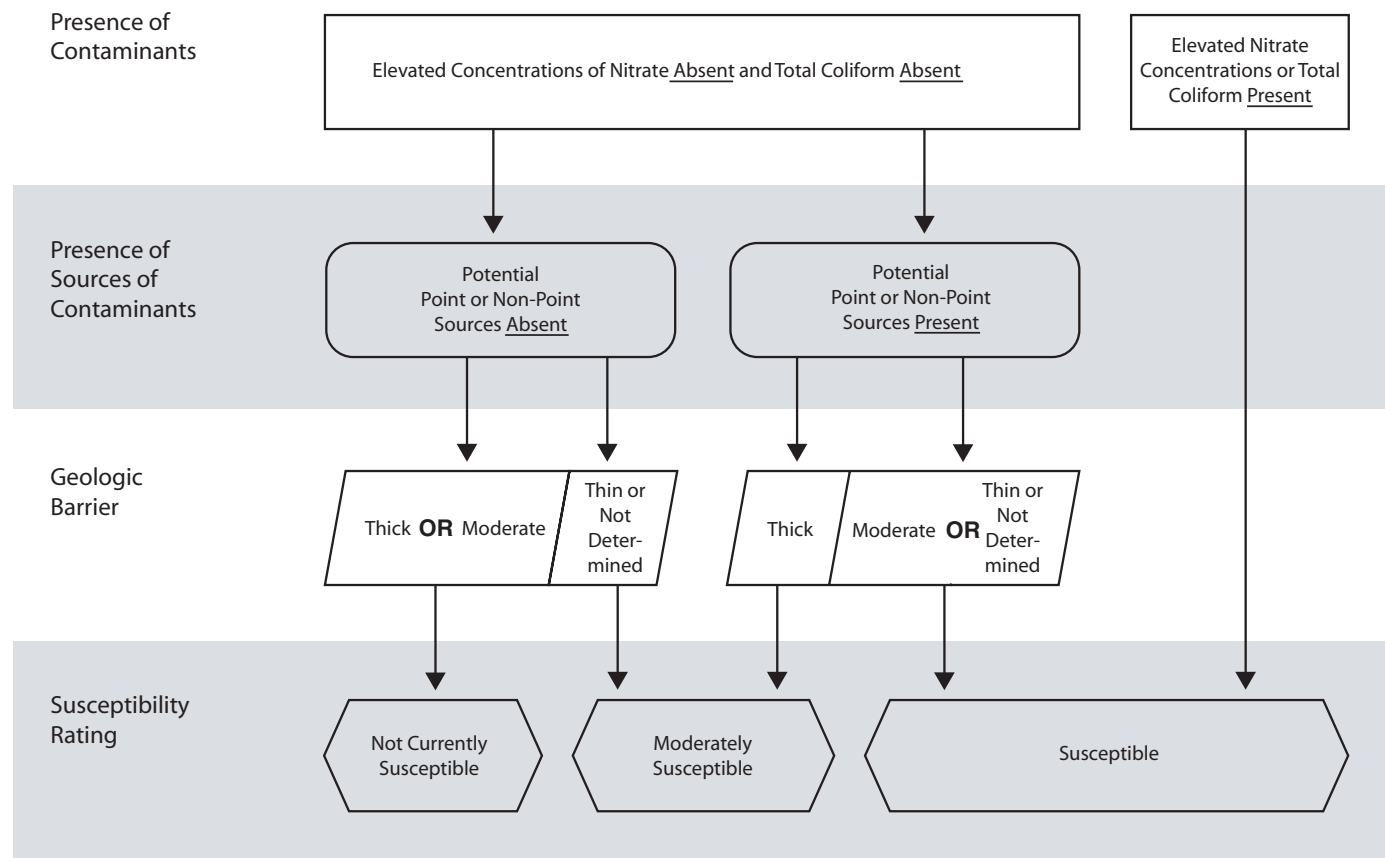 Presence of
Contaminants
Elevated Concentrations of Nitrate Absent and Total Coliform Absent
Elevated Nitrate
Concentrations or Total
Coliform Present
Presence of
Sources of
Contaminants
Potential
Point or Non-Point
Sources Absent
Potential
Point or Non-Point
Sources Present
Geologic
Barrier
Thick OR Moderate
Thin or
Not
Deter-
mined
Thick
Moderate OR
Thin or
Not
Deter-
mined
Susceptibility
Rating
Not Currently
Susceptible
Moderately
Susceptible
Susceptible